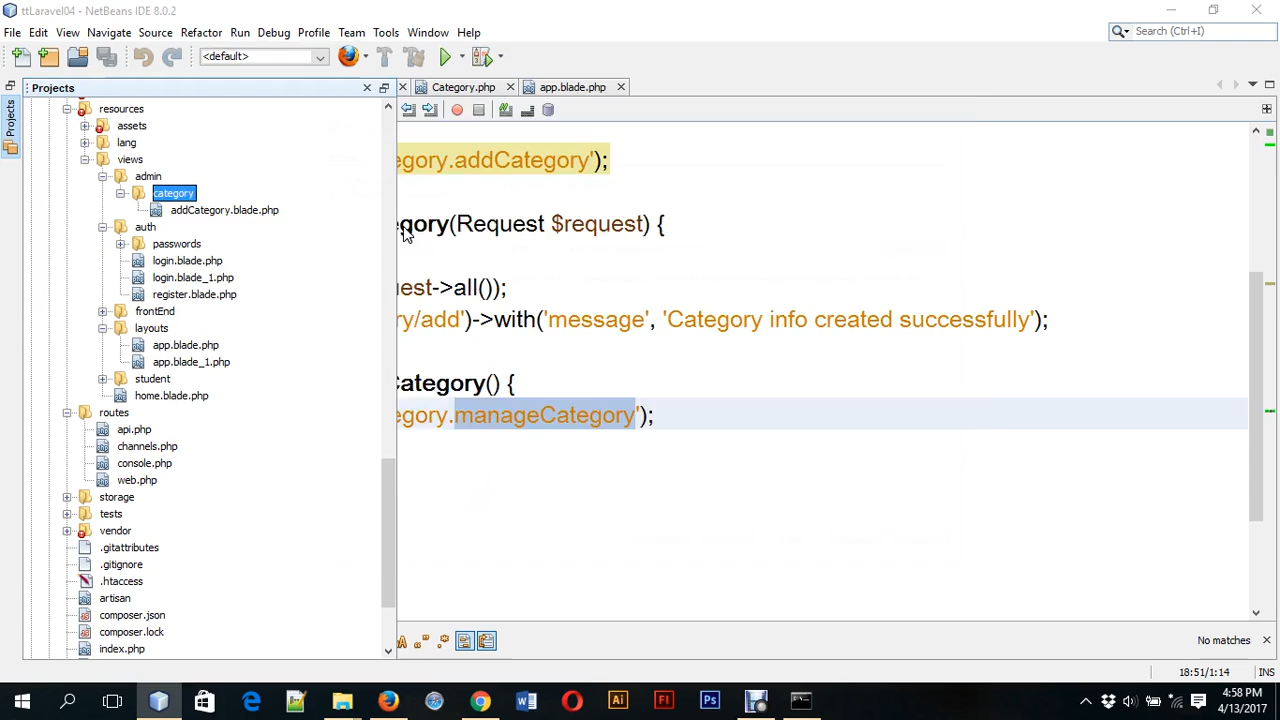 ttLaravel04 - NetBeans IDE 8.0.2
File Edit View Navigate Source Refactor Run Debug Profile Team Tools Window Help
Search (Ctrl+I)
<default>
Projects
Category.php
app.blade.php
Projects
resources
assets
lang
views
admin
category
addCategory.blade.php
auth
passwords
login.blade.php
login.blade_1.php
register.blade.php
frontEnd
layouts
app.blade.php
app.blade_1.php
student
home.blade.php
routes
api.php
channels.php
console.php
web.php
storage
tests
vendor
.gitattributes
.gitignore
.htaccess
artisan
composer.json
composer.lock
index.php
egory.addCategory');
egory(Request $request) {
uest->all());
ry/add')->with('message', 'Category info created successfully');
Category() {
egory.manageCategory');
No matches
18:51/1:14 INS
4:58 PM
4/13/2017